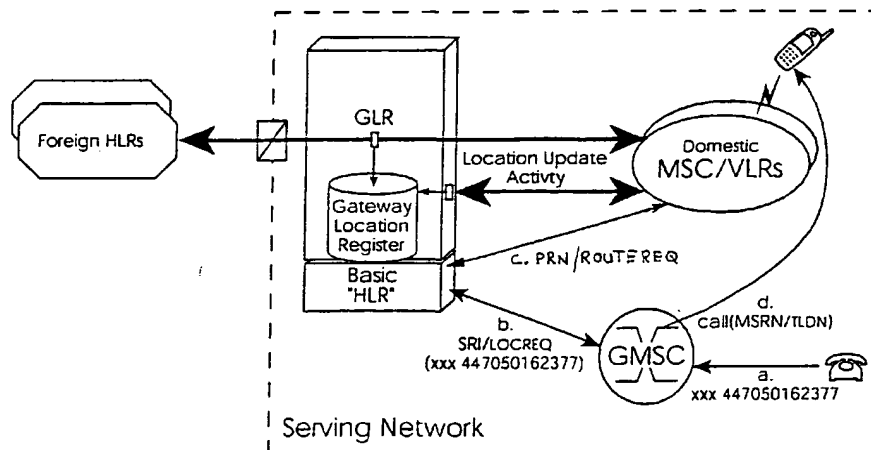 Foreign HLRs
GLR
Gateway
Location
Register
Basic
"HLR"
Location Update
Activty
Domestic
MSC/VLRs
c. PRN/ROUTEREQ
b.
SRI/LOCREQ
(xxx 447050162377)
GMSC
d.
call(MSRN/TLDN)
a.
xxx 447050162377
Serving Network